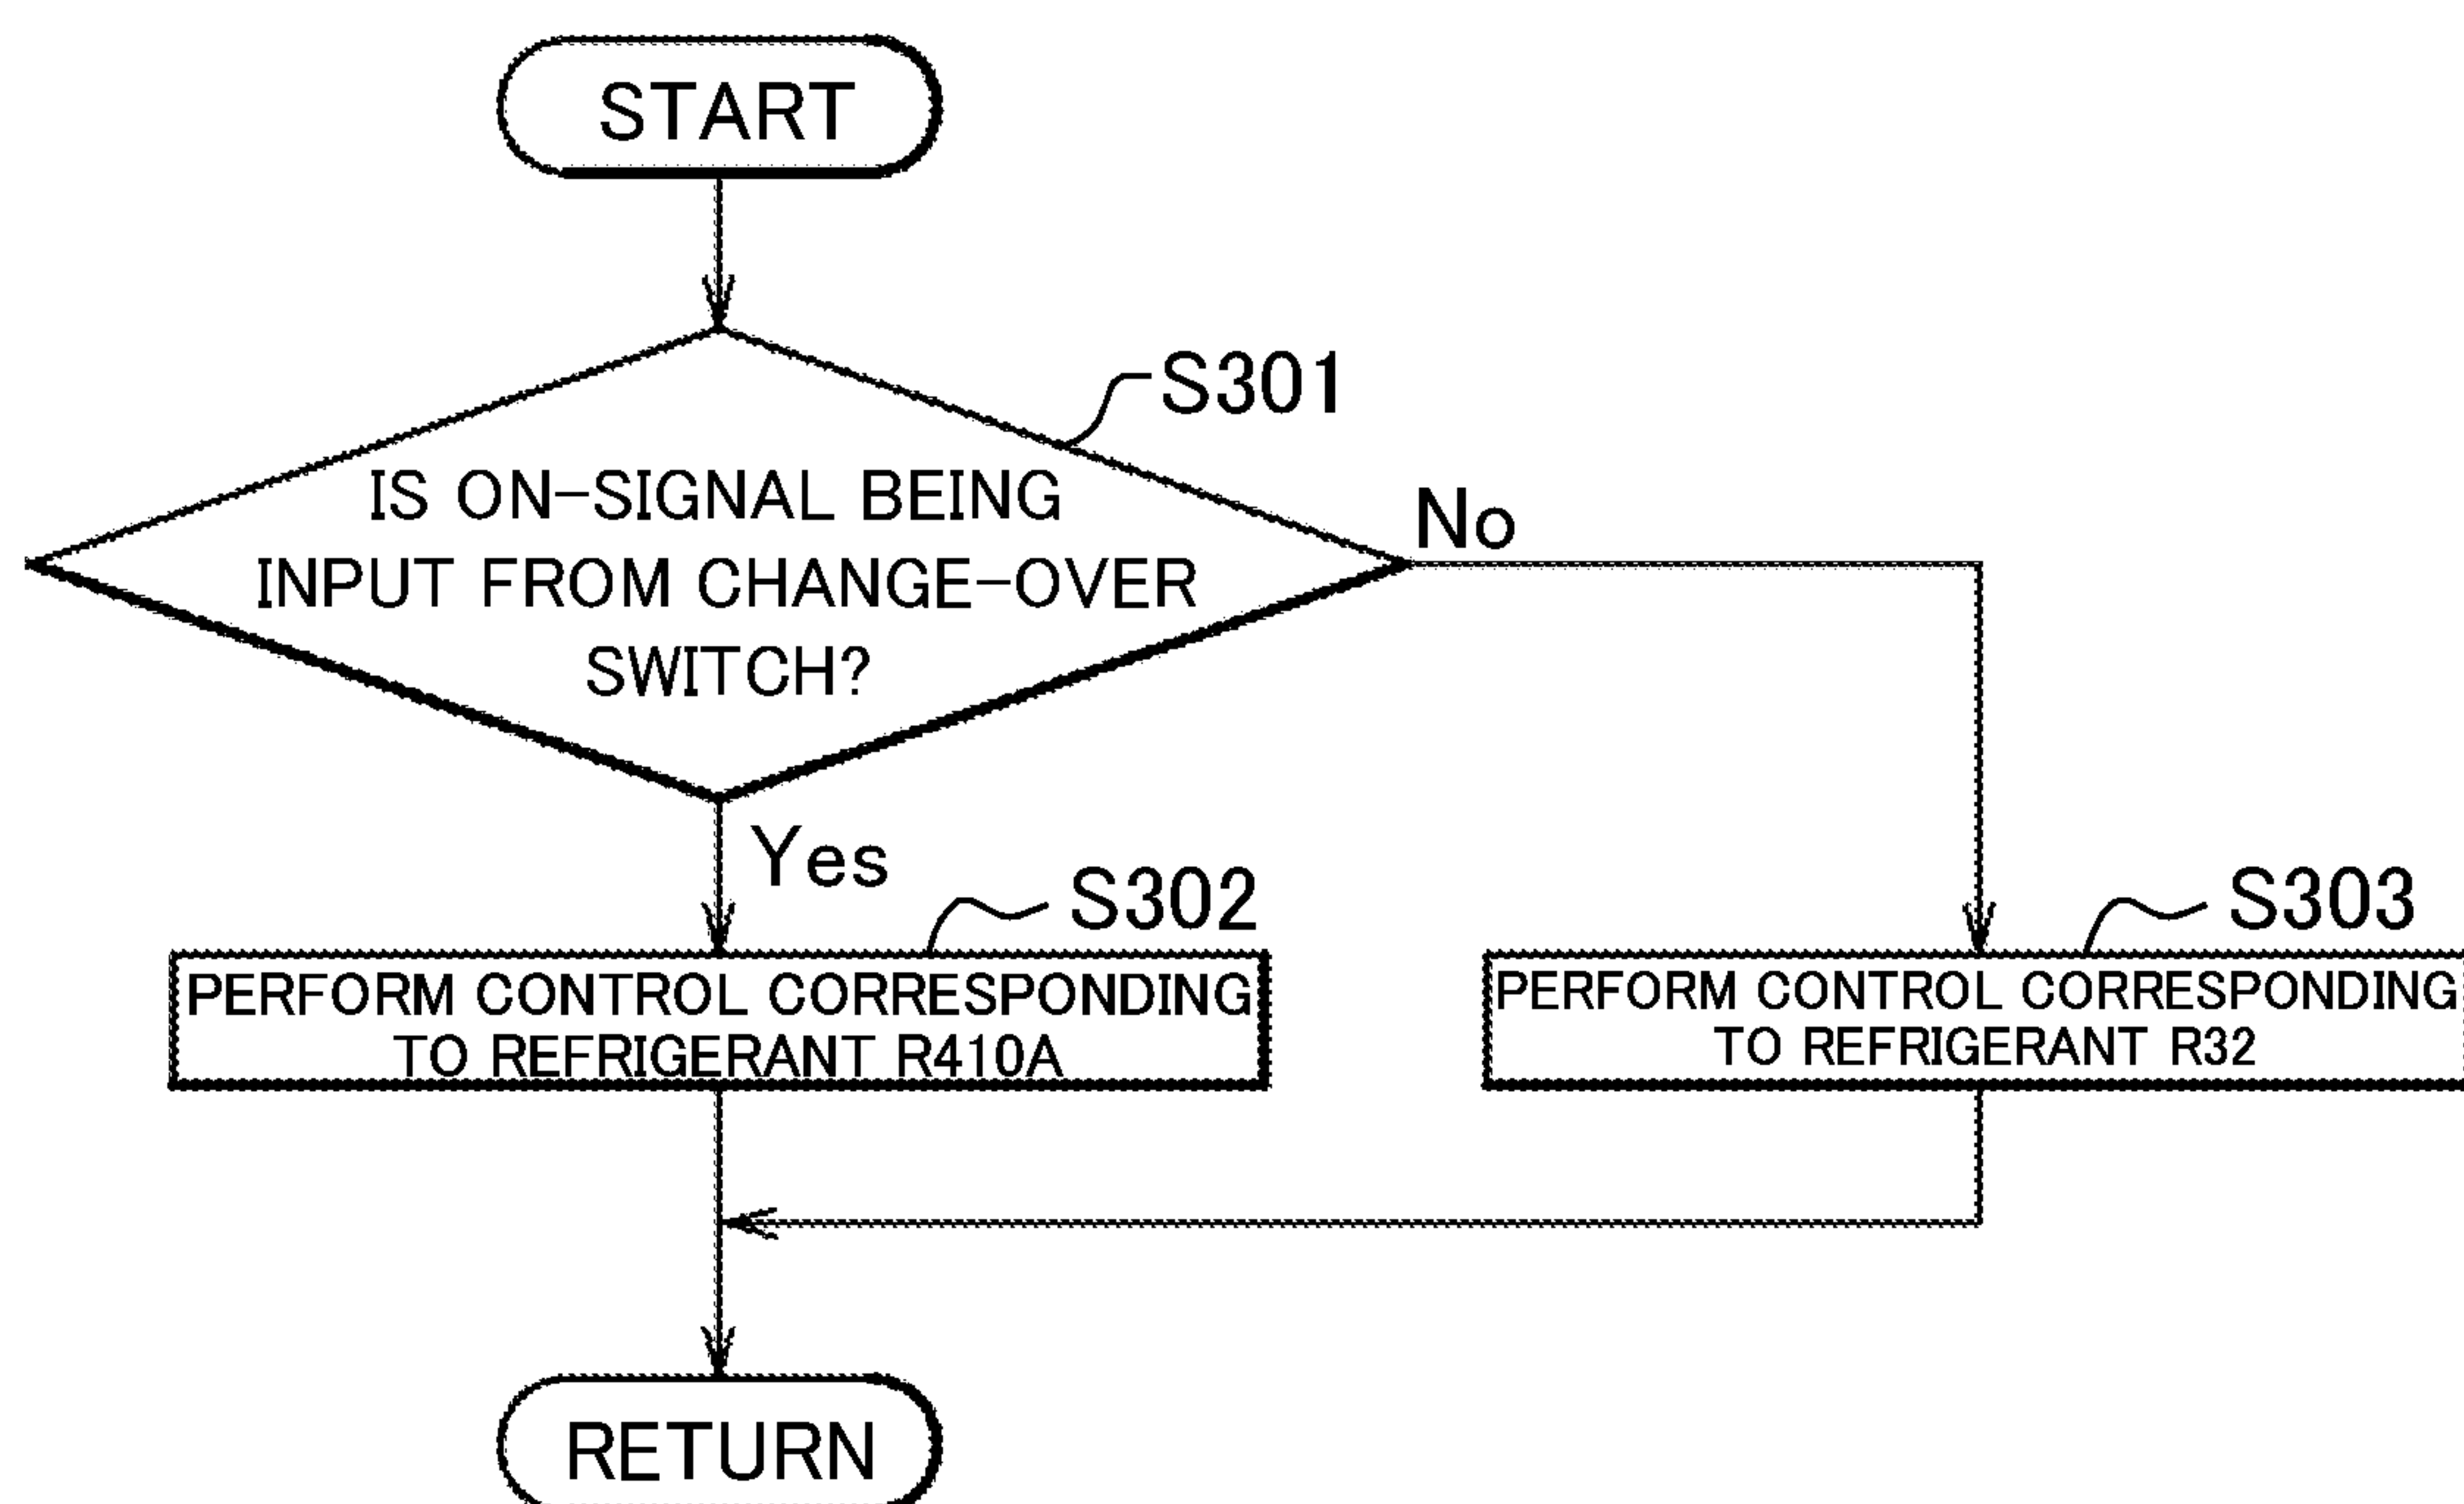 START
S301
IS ON-SIGNAL BEING
INPUT FROM CHANGE-OVER
SWITCH?
No
Yes
S302
PERFORM CONTROL CORRESPONDING
TO REFRIGERANT R410A
S303
PERFORM CONTROL CORRESPONDING
TO REFRIGERANT R32
RETURN